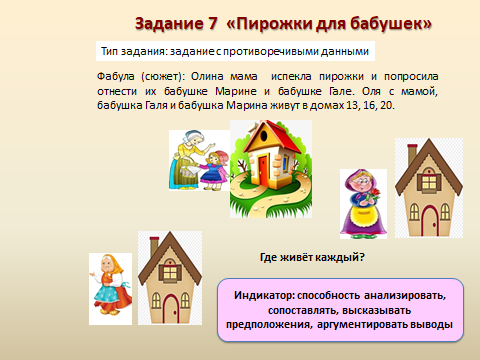 Задание 7 «Пирожки для бабушек»
Тип задания: задание с противоречивыми данными
Фабула (сюжет): Олина мама испекла пирожки и попросила
отнести их бабушке Марине и бабушке Гале. Оля с мамой,
бабушка Галя и бабушка Марина живут в домах 13, 16, 20.
Где живёт каждый?
Индикатор: способность анализировать,
сопоставлять, высказывать
предположения, аргументировать выводы